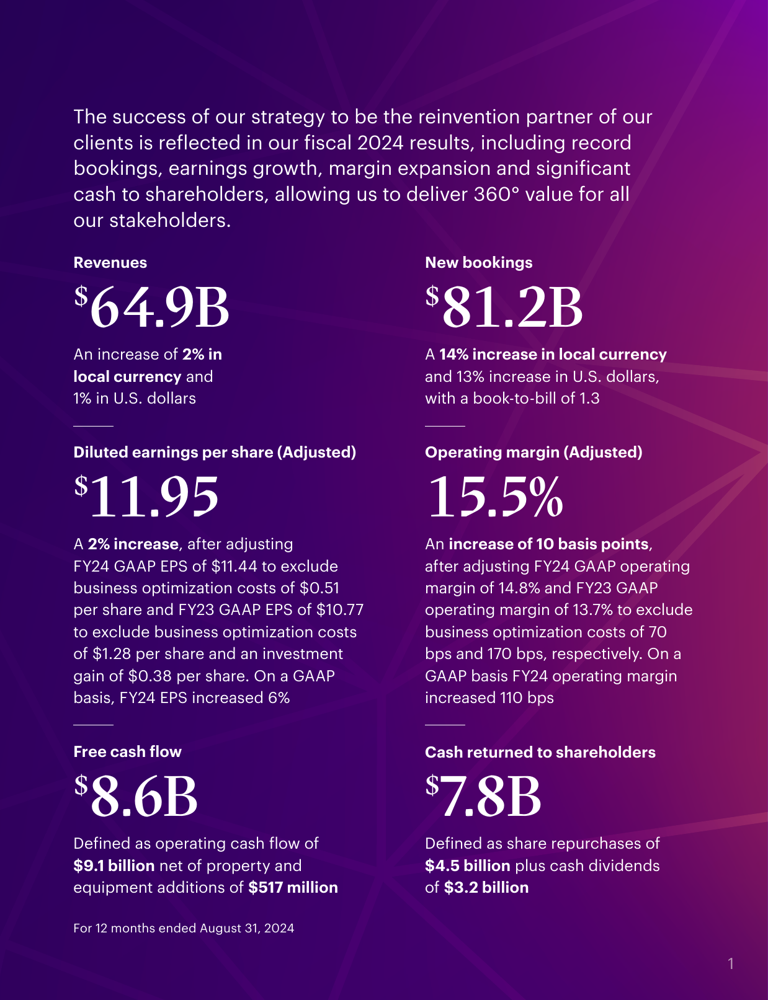 The success of our strategy to be the reinvention partner of our
clients is reflected in our fiscal 2024 results, including record
bookings, earnings growth, margin expansion and significant
cash to shareholders, allowing us to deliver 360° value for all
our stakeholders.
Revenues
$64.9B
An increase of 2% in
local currency and
1% in U.S. dollars
New bookings
$81.2B
A 14% increase in local currency
and 13% increase in U.S. dollars,
with a book-to-bill of 1.3
Diluted earnings per share (Adjusted)
$11.95
A 2% increase, after adjusting
FY24 GAAP EPS of $11.44 to exclude
business optimization costs of $0.51
per share and FY23 GAAP EPS of $10.77
to exclude business optimization costs
of $1.28 per share and an investment
gain of $0.38 per share. On a GAAP
basis, FY24 EPS increased 6%
Operating margin (Adjusted)
15.5%
An increase of 10 basis points,
after adjusting FY24 GAAP operating
margin of 14.8% and FY23 GAAP
operating margin of 13.7% to exclude
business optimization costs of 70
bps and 170 bps, respectively. On a
GAAP basis FY24 operating margin
increased 110 bps
Free cash flow
$8.6B
Defined as operating cash flow of
$9.1 billion net of property and
equipment additions of $517 million
Cash returned to shareholders
$7.8B
Defined as share repurchases of
$4.5 billion plus cash dividends
of $3.2 billion
For 12 months ended August 31, 2024
1